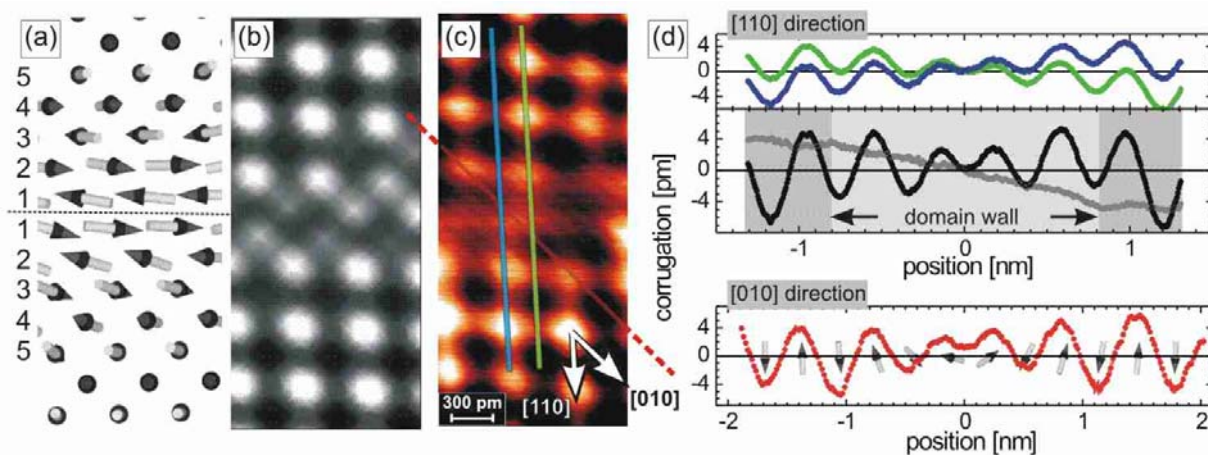 (a)
5
4
3
2
1
1
2
3
4
5
(b)
(c)
300 pm
[110]
[010]
(d)
[110] direction
4
0
-4
4
0
-4
domain wall
-1
0
1
position [nm]
corrugation [pm]
[010] direction
4
0
-4
-2
-1
0
1
2
position [nm]